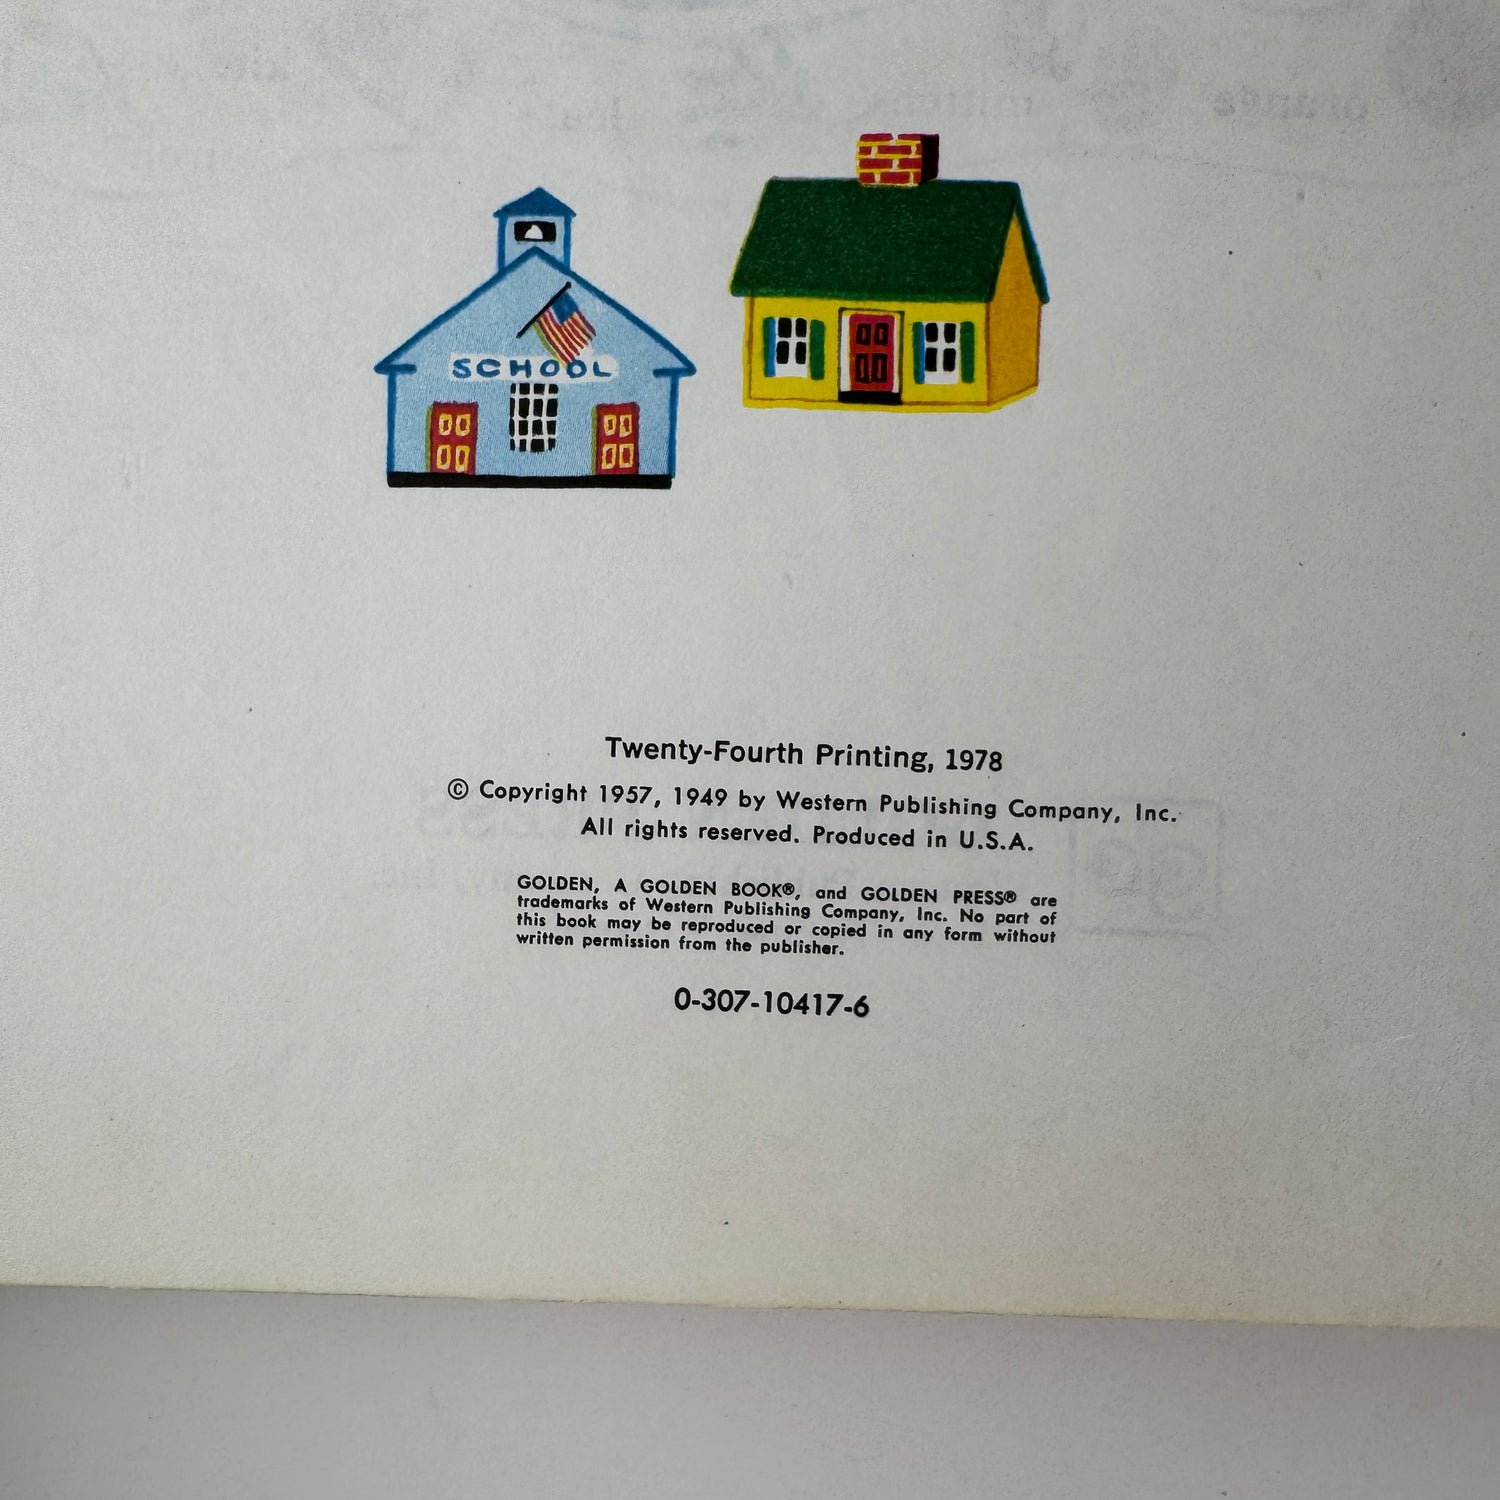 SCHOOL
Twenty-Fourth Printing, 1978
© Copyright 1957, 1949 by Western Publishing Company, Inc.
All rights reserved. Produced in U.S.A.
GOLDEN, A GOLDEN BOOK®, and GOLDEN PRESS® are
trademarks of Western Publishing Company, Inc. No part of
this book may be reproduced or copied in any form without
written permission from the publisher.
0-307-10417-6